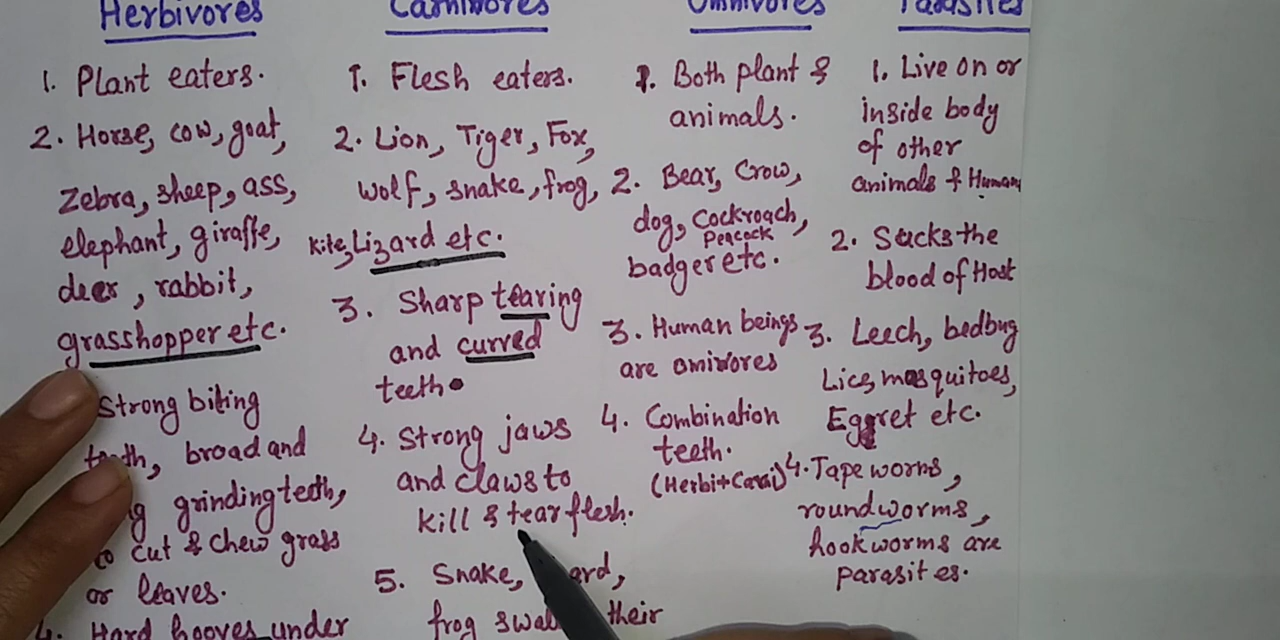 Herbivores
1. Plant eaters.
2. Horse, cow, goat,
Zebra, sheep, ass,
elephant, giraffe,
deer, rabbit,
grasshopper etc.
Strong biting
teeth, broad and
grinding teeth,
to cut & chew grass
or leaves.
4. Hard hooves under
Carnivores
1. Flesh eaters.
2. Lion, Tiger, Fox,
wolf, snake, frog,
kite, Lizard etc.
3. Sharp tearing
and curved
teeth.
4. Strong jaws
and claws to
kill & tear flesh.
5. Snake,
frog their
Omnivores
1. Both plant &
animals.
2. Bear, Crow,
dog, Cockroach,
Peacock
badger etc.
3. Human beings
are omnivores
4. Combination
teeth.
Parasites
1. Live on or
inside body
of other
animals & Human
2. Sucks the
blood of Host
3. Leech, bedbug
Lice, mosquitoes,
Eggret etc.
4. Tape worms,
roundworms,
hookworms are
parasites.